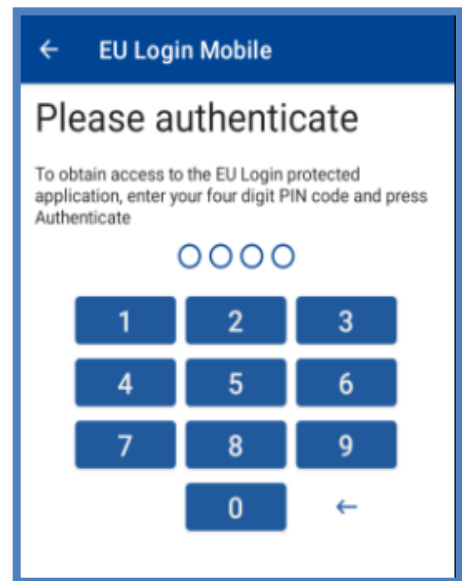 ← EU Login Mobile
Please authenticate
To obtain access to the EU Login protected
application, enter your four digit PIN code and press
Authenticate
1 2 3
4 5 6
7 8 9
0 ←